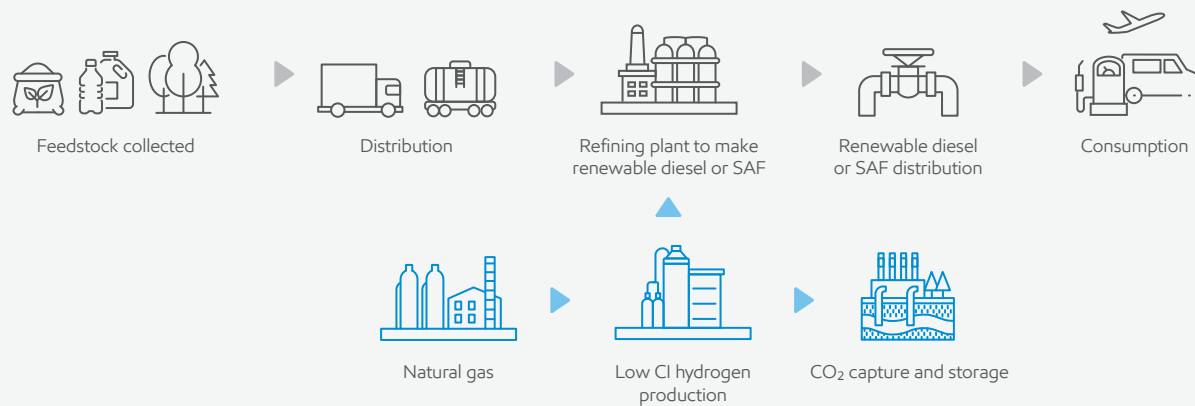 Feedstock collected
Distribution
Refining plant to make
renewable diesel or SAF
Renewable diesel
or SAF distribution
Consumption
Natural gas
Low CI hydrogen
production
CO₂ capture and storage